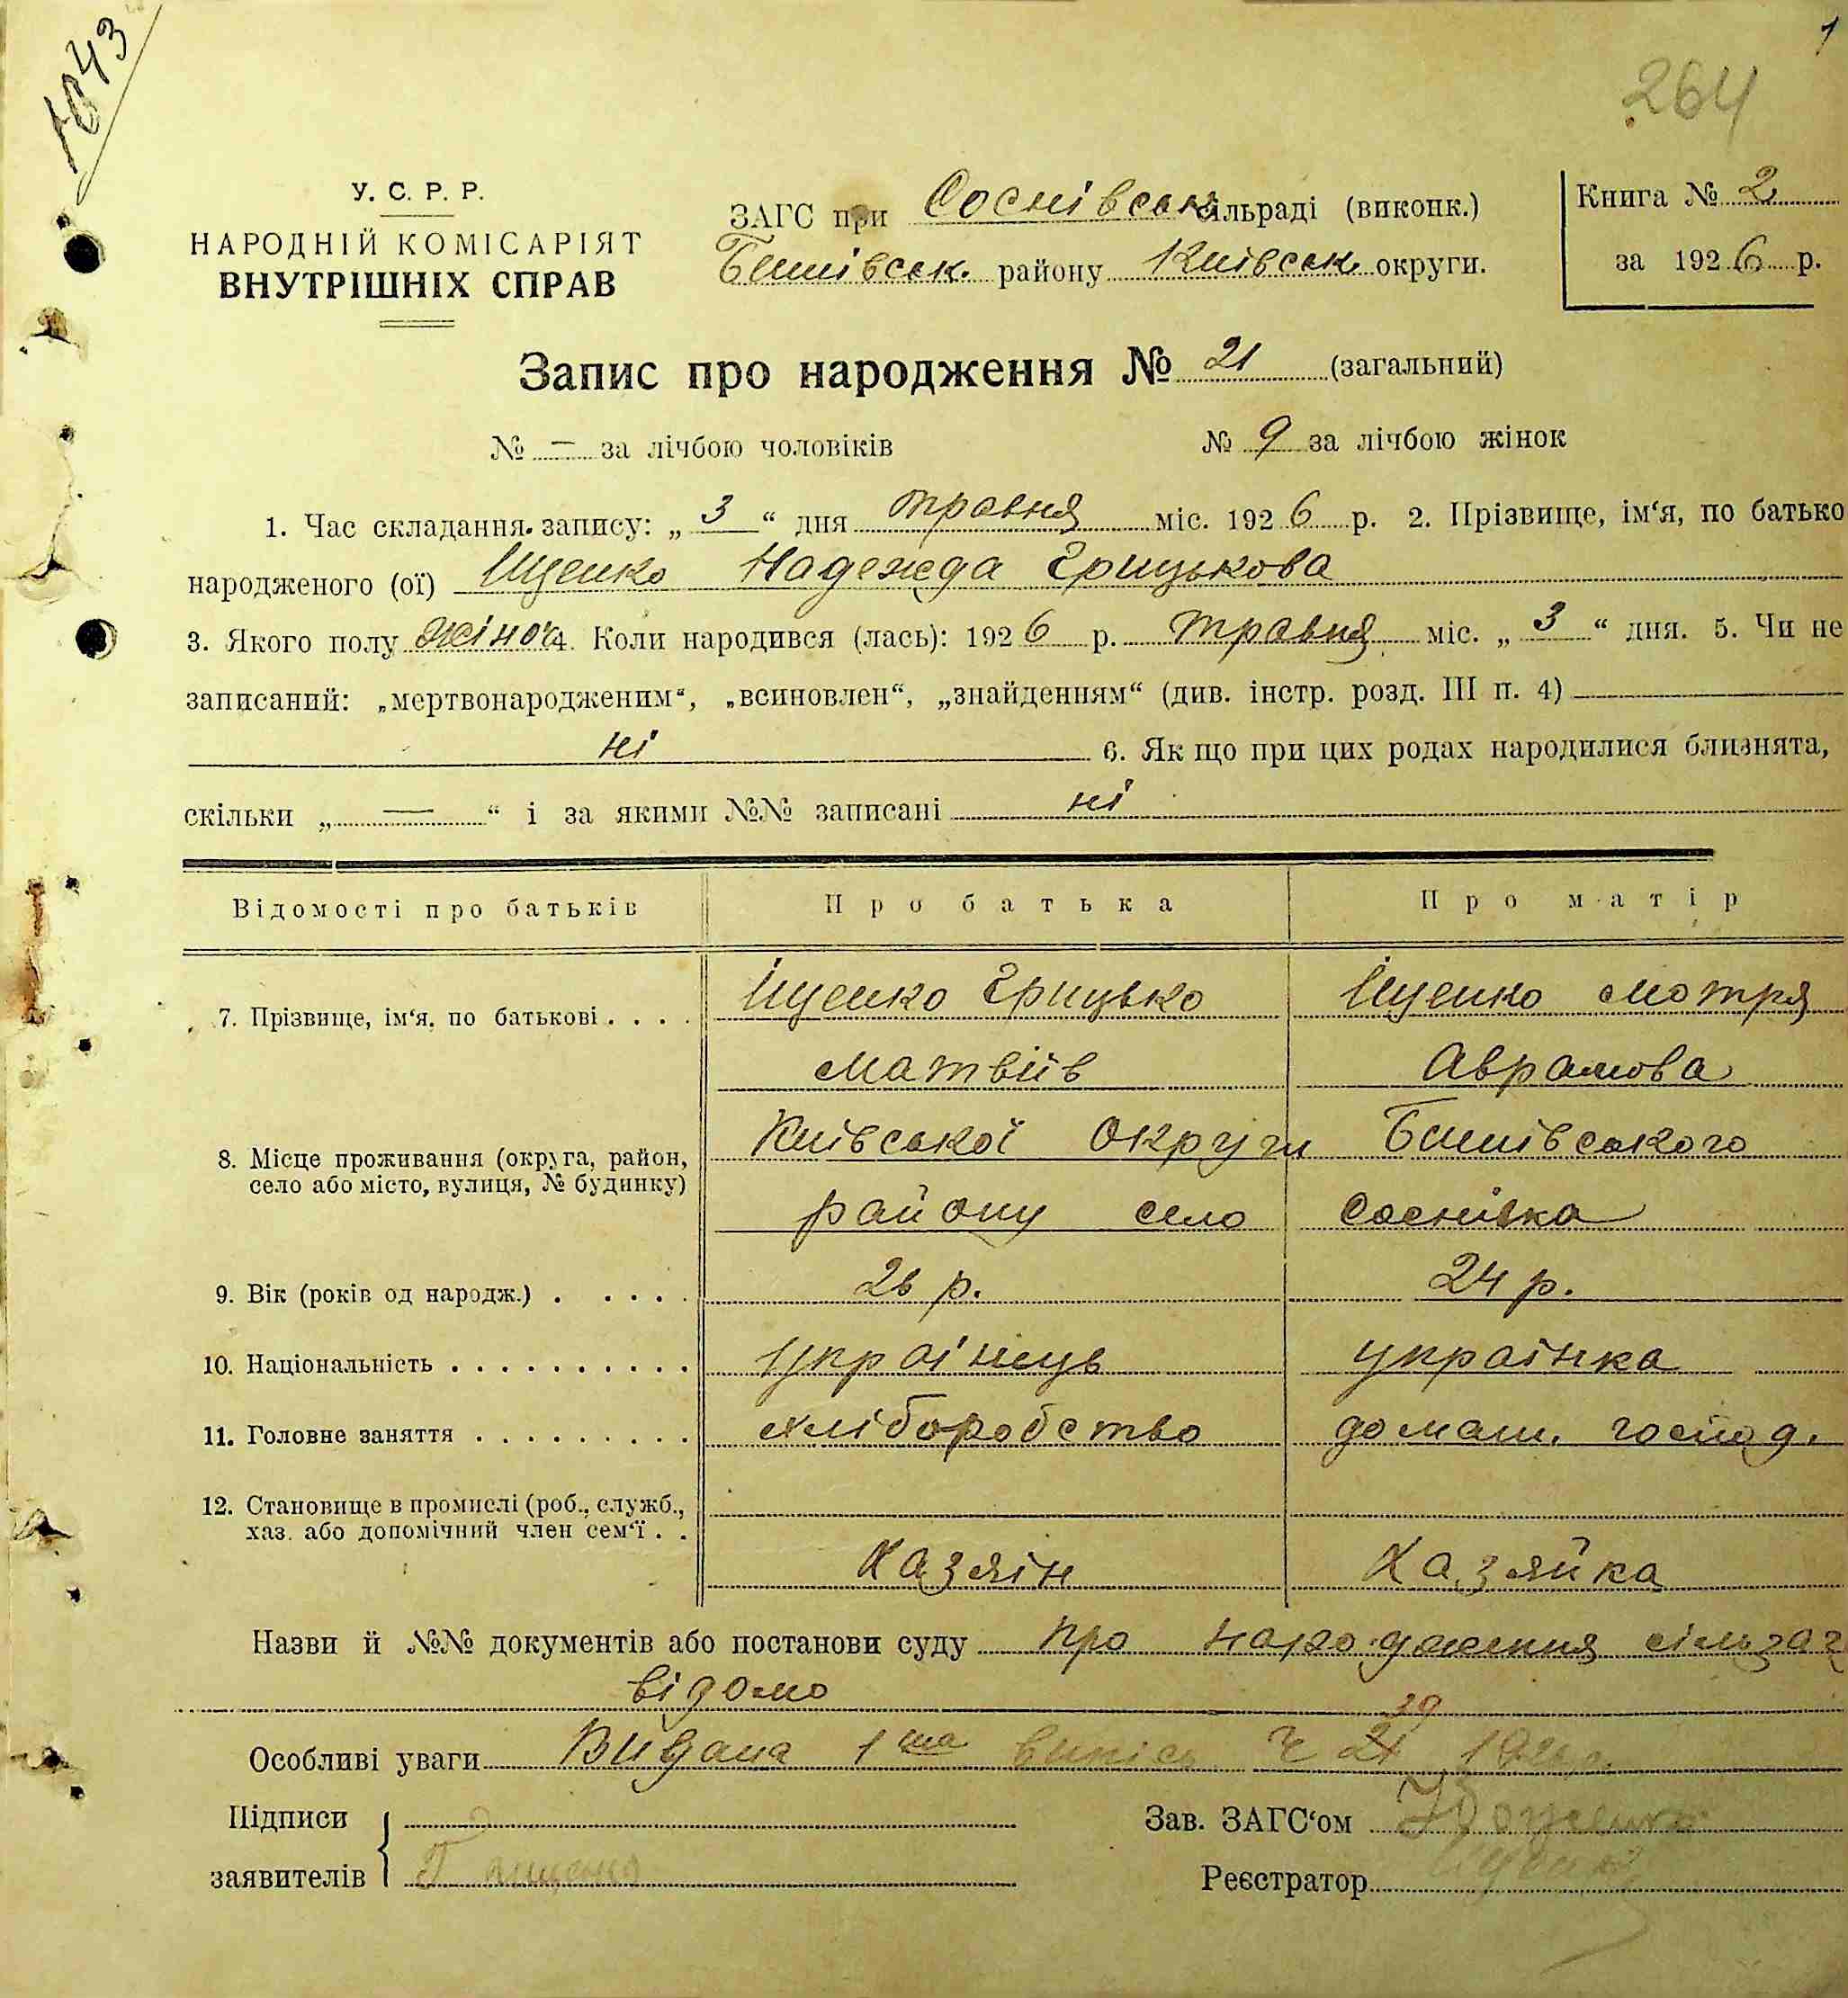 1043
1
264
У. С. Р. Р.
НАРОДНІЙ КОМІСАРІЯТ
ВНУТРІШНІХ СПРАВ
ЗАГС при Соснівськ сільраді (виконк.)
Бишівськ. району Київськ. округи.
Книга № 2
за 1926 р.
Запис про народження № 21 (загальний)
№ — за лічбою чоловіків № 9 за лічбою жінок
1. Час складання запису: „ 3 “ дня травня міс. 1926 р. 2. Прізвище, ім‘я, по батько
народженого (ої) Іщенко Надежда Грицькова
3. Якого полу жіноч 4. Коли народився (лась): 1926 р. травня міс. „ 3 “ дня. 5. Чи не
записаний: „мертвонародженим“, „всиновлен“, „знайденням“ (див. інстр. розд. III п. 4)
ні 6. Як що при цих родах народилися близнята,
скільки „ — “ і за якими №№ записані ні
Відомості про батьків Про батька Про матір
7. Прізвище, ім‘я, по батькові . . . . Іщенко Грицько Іщенко Мотря
Матвіїв Аврамова
8. Місце проживання (округа, район,
село або місто, вулиця, № будинку)
Київської Округи Бишівського
району село Соснівка
9. Вік (років од народж.) . . . . . 26 р. 24 р.
10. Національність . . . . . . . . . . українець українка
11. Головне заняття . . . . . . . . . хліборобство домаш. господ.
12. Становище в промислі (роб., служб.,
хаз. або допомічний член сем‘ї . .
Хазяїн Хазяйка
Назви й №№ документів або постанови суду про народження сільзаг
відомо
Особливі уваги Видана 1ша випісь
Підписи
заявителів
Зав. ЗАГС‘ом
Реєстратор